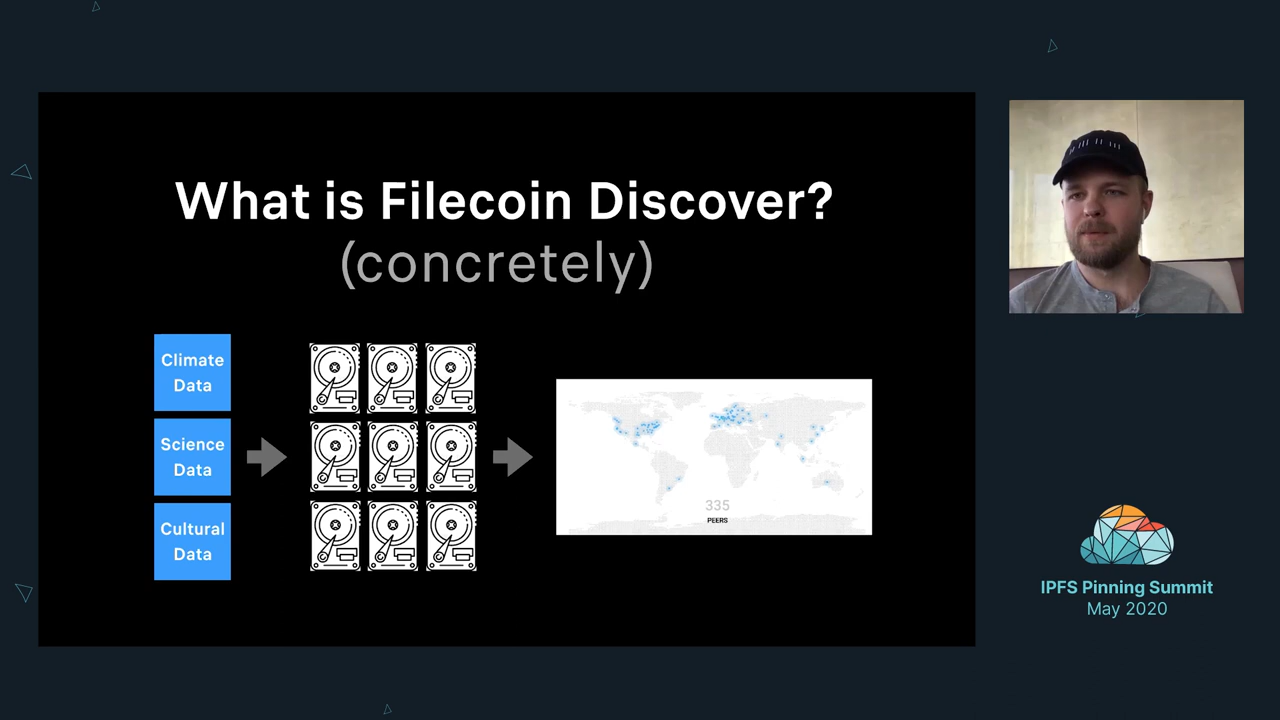 What is Filecoin Discover?
(concretely)
Climate
Data
Science
Data
Cultural
Data
335
PEERS
IPFS Pinning Summit
May 2020